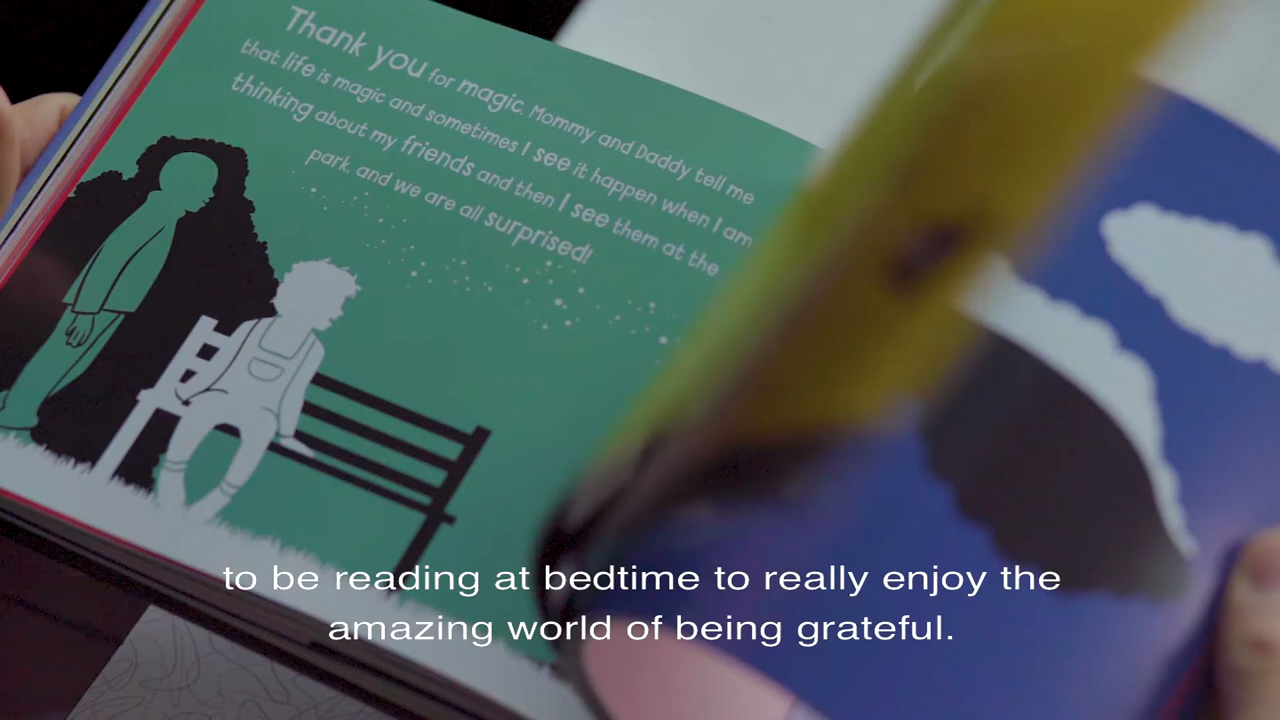 Thank you for magic. Mommy and Daddy tell me
that life is magic and sometimes I see it happen when I am
thinking about my friends and then I see them at the
park. and we are all surprised!
to be reading at bedtime to really enjoy the
amazing world of being grateful.